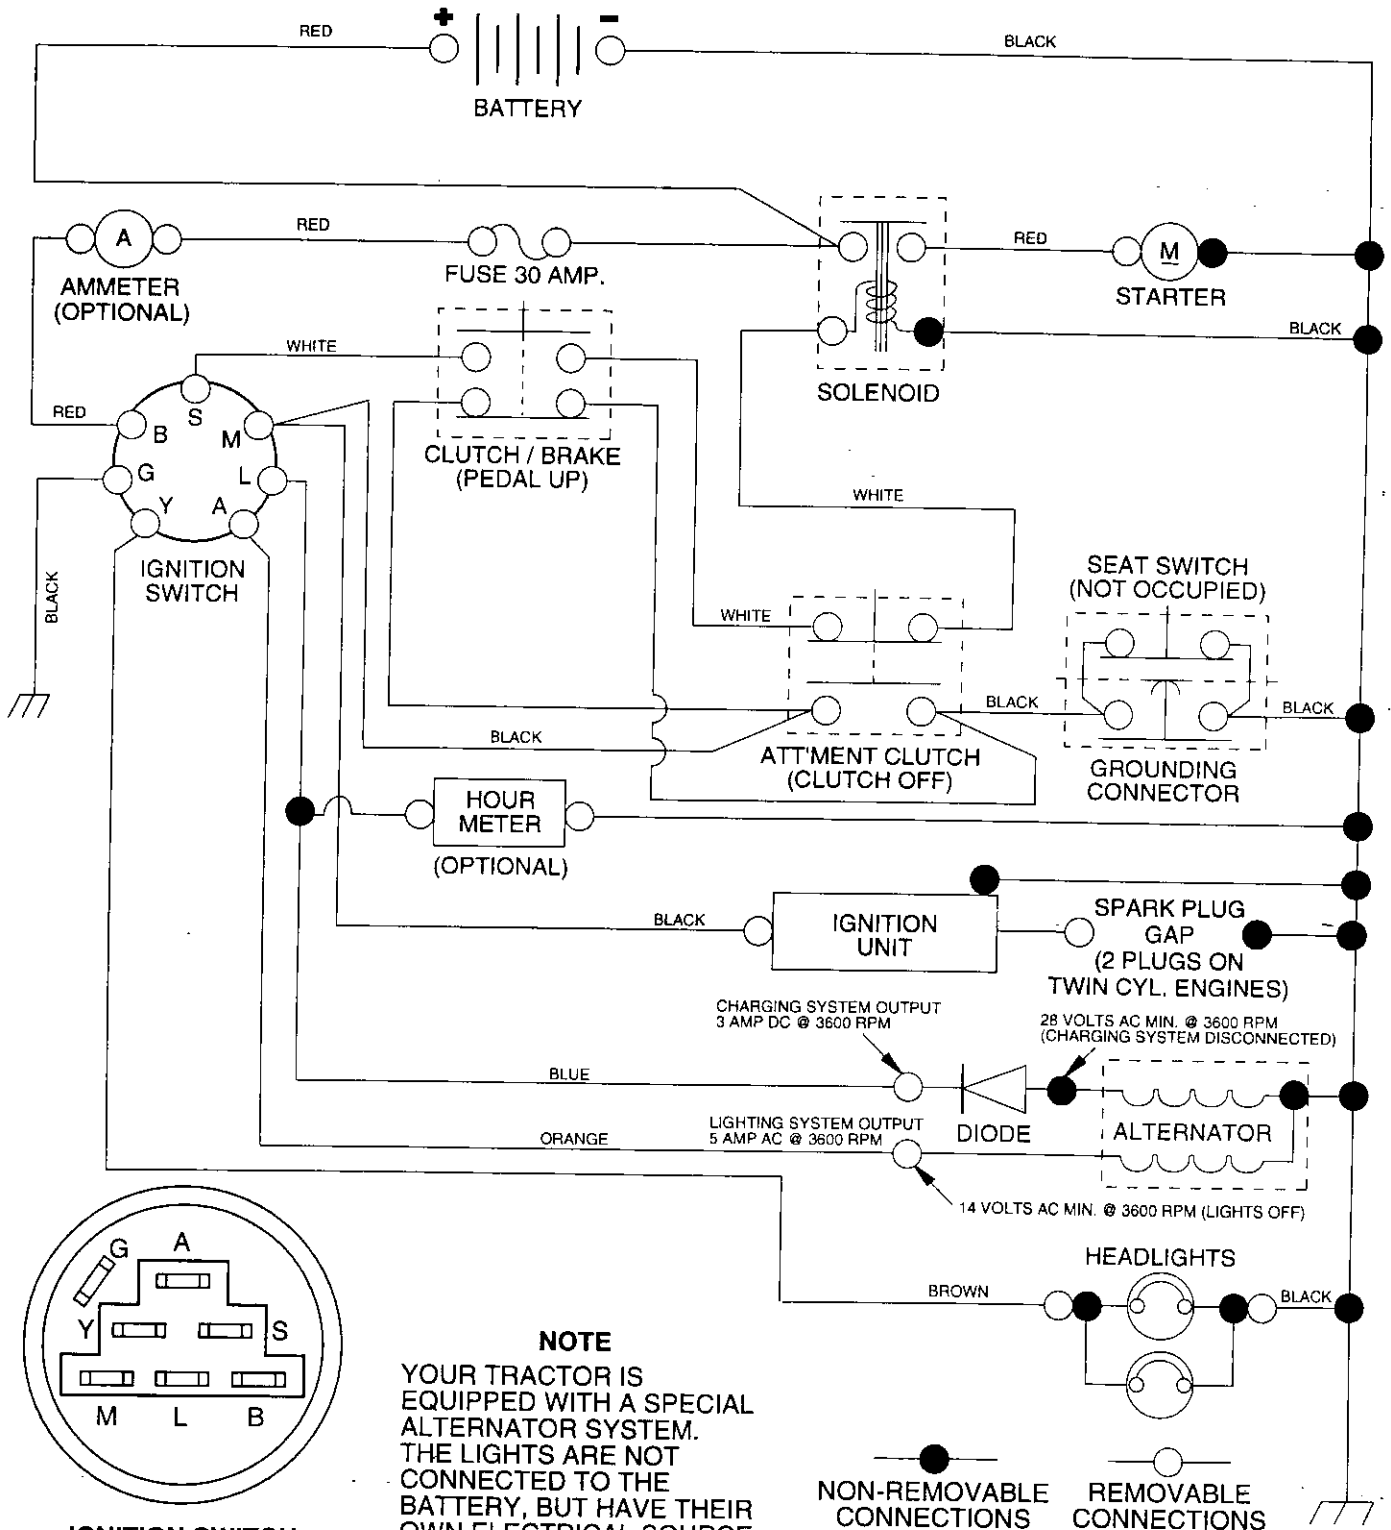 +
-
RED
BLACK
BATTERY
A
RED
AMMETER
(OPTIONAL)
FUSE 30 AMP.
RED
M
STARTER
BLACK
SOLENOID
WHITE
RED
S
B
M
G
L
Y
A
IGNITION
SWITCH
BLACK
CLUTCH / BRAKE
(PEDAL UP)
WHITE
SEAT SWITCH
(NOT OCCUPIED)
WHITE
BLACK
BLACK
BLACK
ATT'MENT CLUTCH
(CLUTCH OFF)
GROUNDING
CONNECTOR
HOUR
METER
(OPTIONAL)
BLACK
IGNITION
UNIT
SPARK PLUG
GAP
(2 PLUGS ON
TWIN CYL. ENGINES)
CHARGING SYSTEM OUTPUT
3 AMP DC @ 3600 RPM
28 VOLTS AC MIN. @ 3600 RPM
(CHARGING SYSTEM DISCONNECTED)
BLUE
DIODE
ALTERNATOR
LIGHTING SYSTEM OUTPUT
5 AMP AC @ 3600 RPM
ORANGE
14 VOLTS AC MIN. @ 3600 RPM (LIGHTS OFF)
HEADLIGHTS
BROWN
BLACK
G
A
Y
S
M
L
B
IGNITION SWITCH
NOTE
YOUR TRACTOR IS
EQUIPPED WITH A SPECIAL
ALTERNATOR SYSTEM.
THE LIGHTS ARE NOT
CONNECTED TO THE
BATTERY, BUT HAVE THEIR
OWN ELECTRICAL SOURCE
NON-REMOVABLE
CONNECTIONS
REMOVABLE
CONNECTIONS